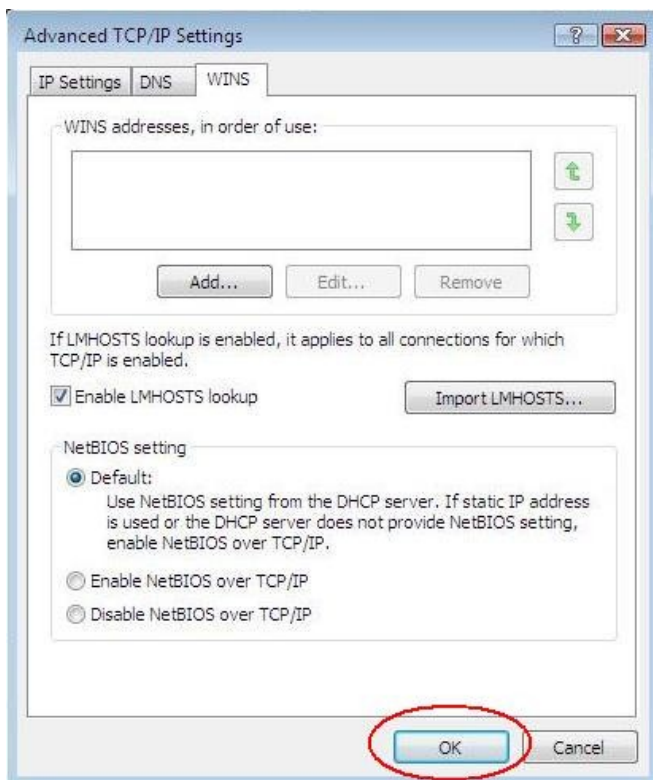 Advanced TCP/IP Settings
IP Settings DNS WINS
WINS addresses, in order of use:
Add... Edit... Remove
If LMHOSTS lookup is enabled, it applies to all connections for which
TCP/IP is enabled.
Enable LMHOSTS lookup Import LMHOSTS...
NetBIOS setting
Default:
Use NetBIOS setting from the DHCP server. If static IP address
is used or the DHCP server does not provide NetBIOS setting,
enable NetBIOS over TCP/IP.
Enable NetBIOS over TCP/IP
Disable NetBIOS over TCP/IP
OK Cancel